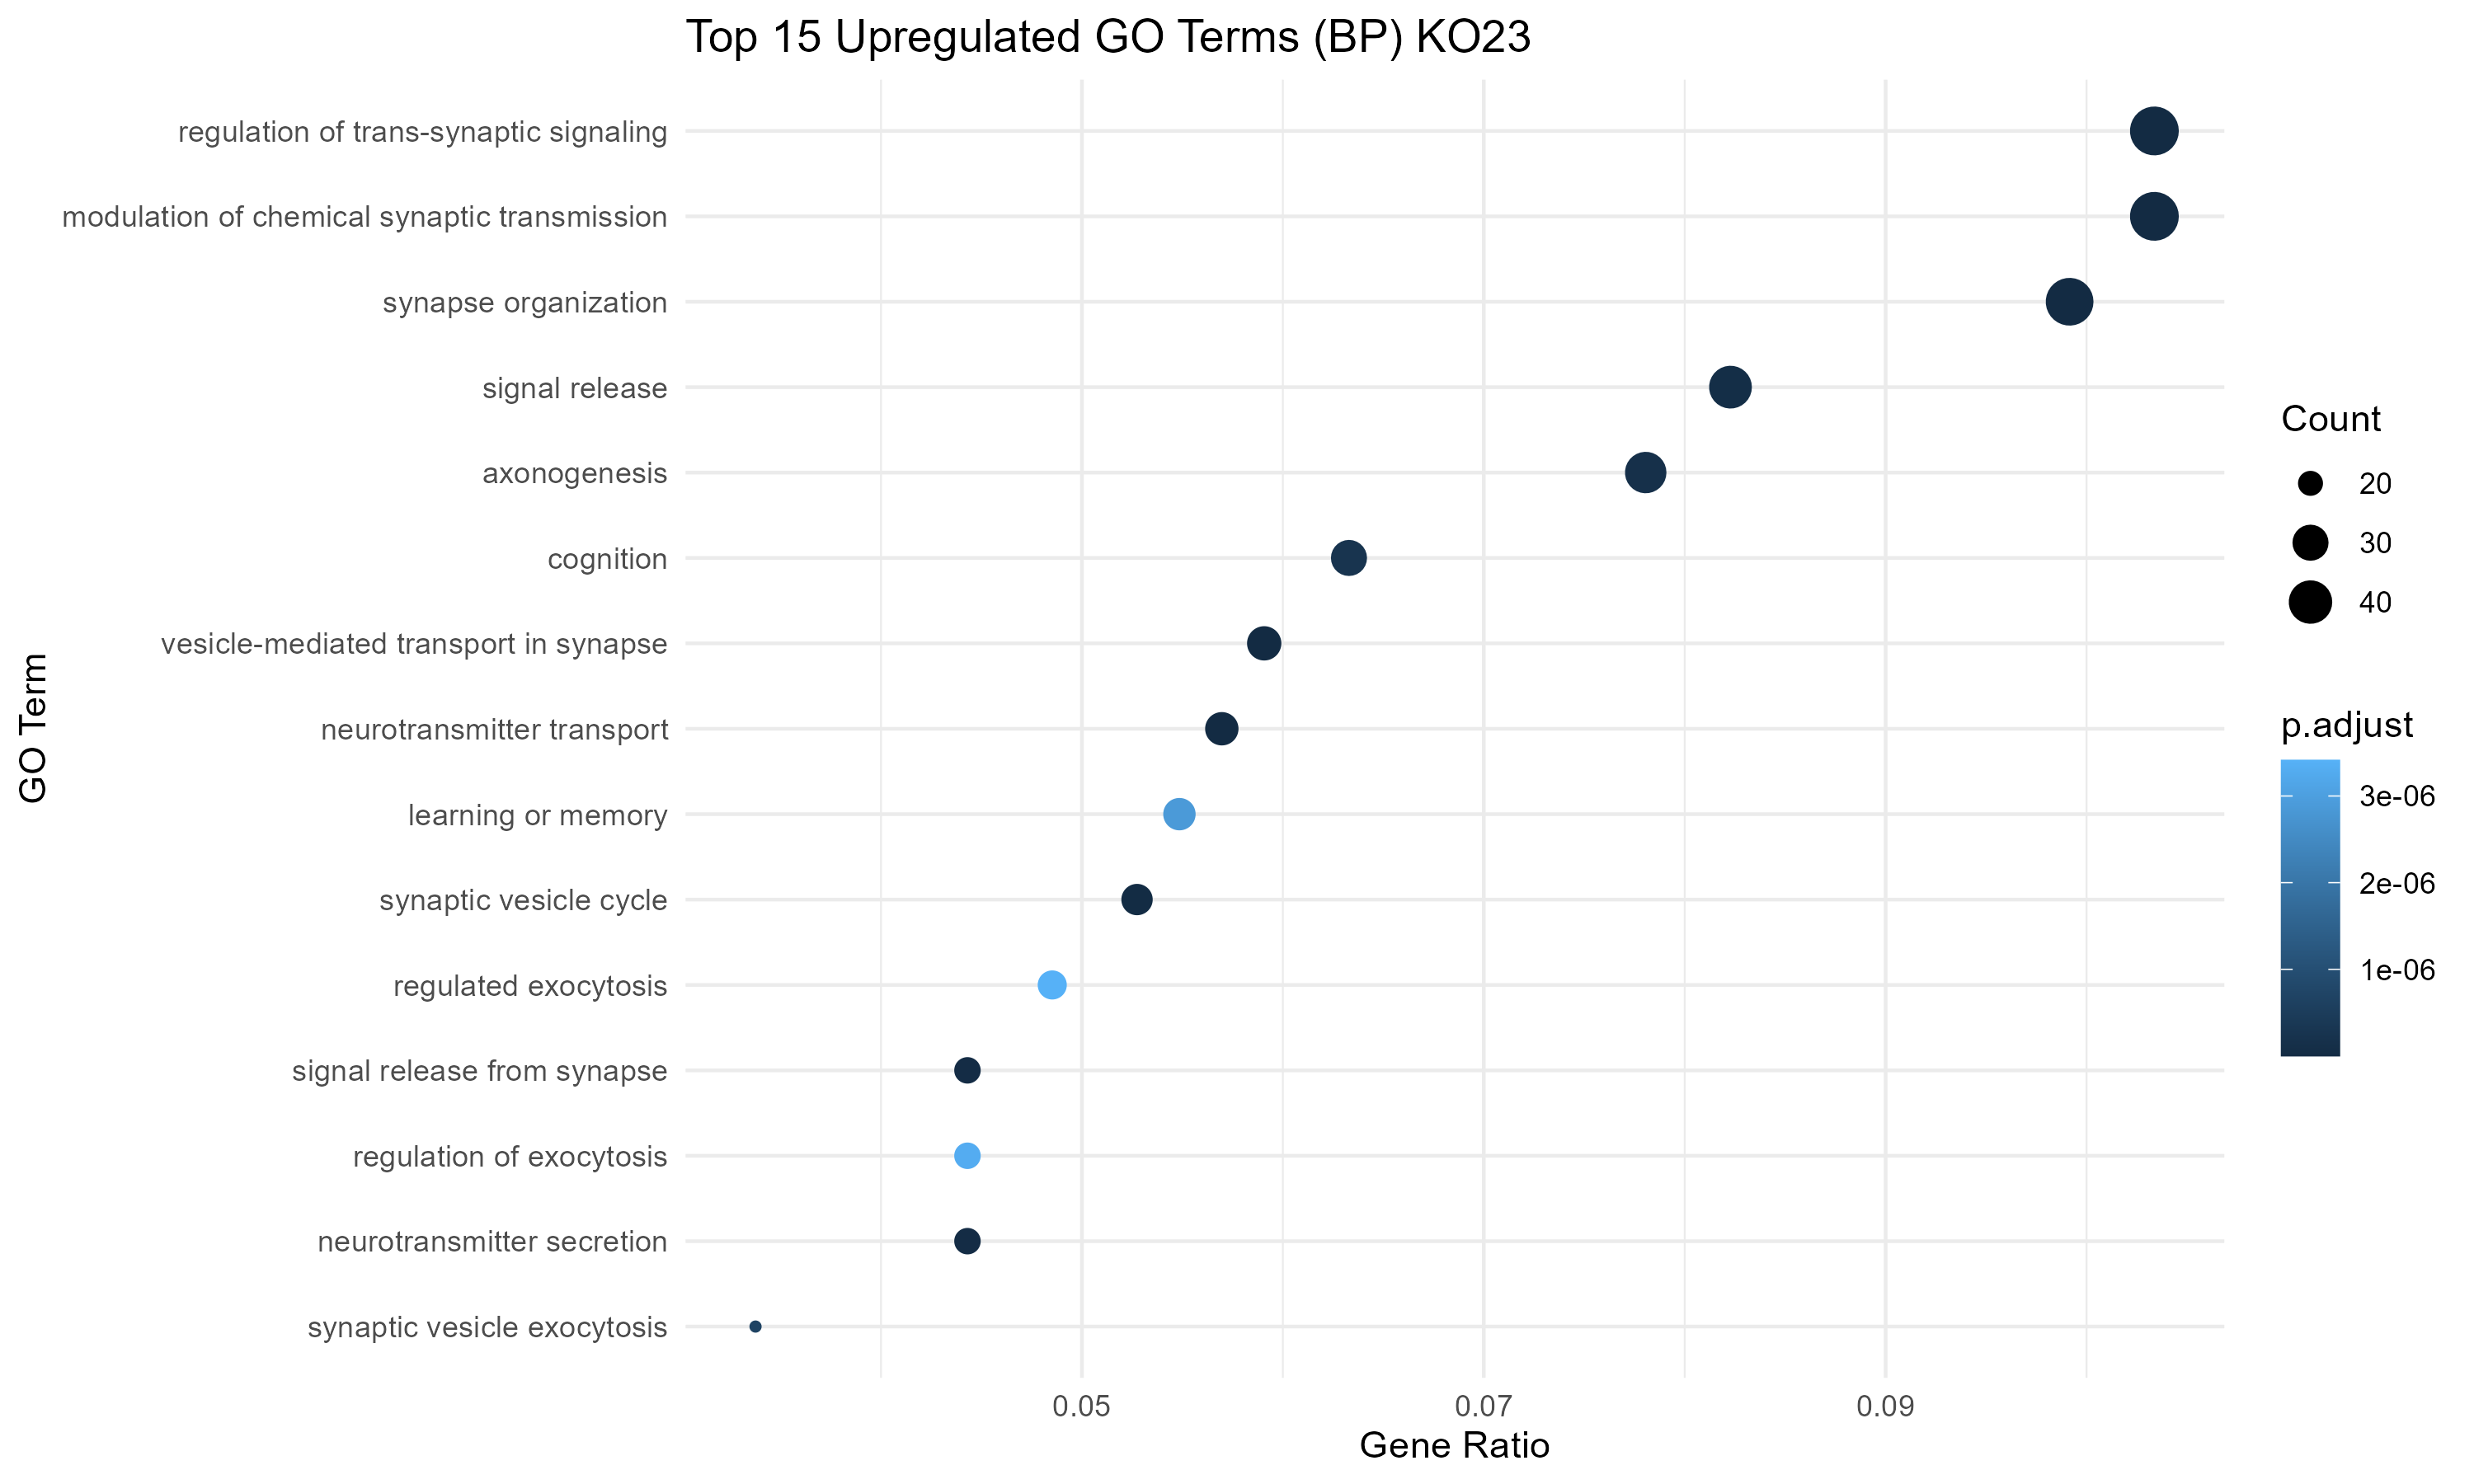 Top 15 Upregulated GO Terms (BP) KO23
GO Term
regulation of trans-synaptic signaling
modulation of chemical synaptic transmission
synapse organization
signal release
axonogenesis
cognition
vesicle-mediated transport in synapse
neurotransmitter transport
learning or memory
synaptic vesicle cycle
regulated exocytosis
signal release from synapse
regulation of exocytosis
neurotransmitter secretion
synaptic vesicle exocytosis
0.05
0.07
0.09
Gene Ratio
Count
20
30
40
p.adjust
3e-06
2e-06
1e-06